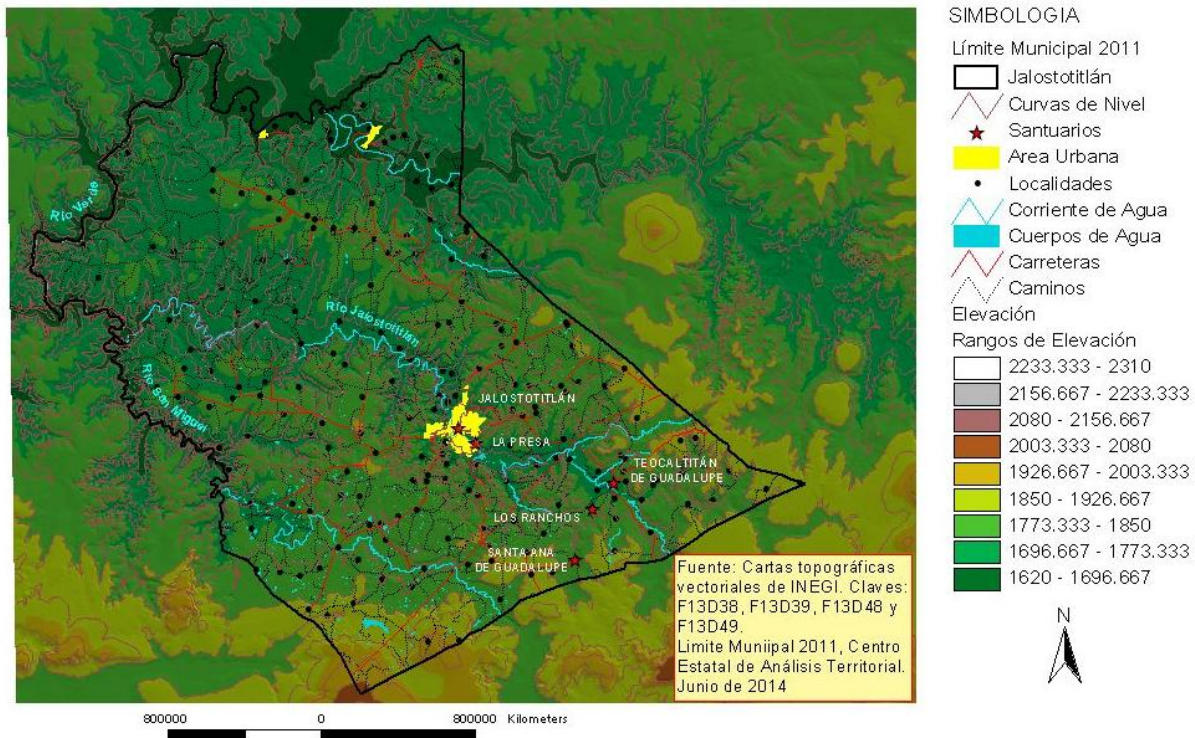 Río Verde
Río Jalostotitlán
Río San Miguel
JALOSTOTITLÁN
LA PRESA
TEOCALTITÁN
DE GUADALUPE
LOS RANCHOS
SANTA ANA
DE GUADALUPE
Fuente: Cartas topográficas
vectoriales de INEGI. Claves:
F13D38, F13D39, F13D48 y
F13D49.
Limite Muniipal 2011, Centro
Estatal de Análisis Territorial.
Junio de 2014
800000 0 800000 Kilometers
SIMBOLOGIA
Límite Municipal 2011
Jalostotitlán
Curvas de Nivel
Santuarios
Area Urbana
Localidades
Corriente de Agua
Cuerpos de Agua
Carreteras
Caminos
Elevación
Rangos de Elevación
2233.333 - 2310
2156.667 - 2233.333
2080 - 2156.667
2003.333 - 2080
1926.667 - 2003.333
1850 - 1926.667
1773.333 - 1850
1696.667 - 1773.333
1620 - 1696.667
N